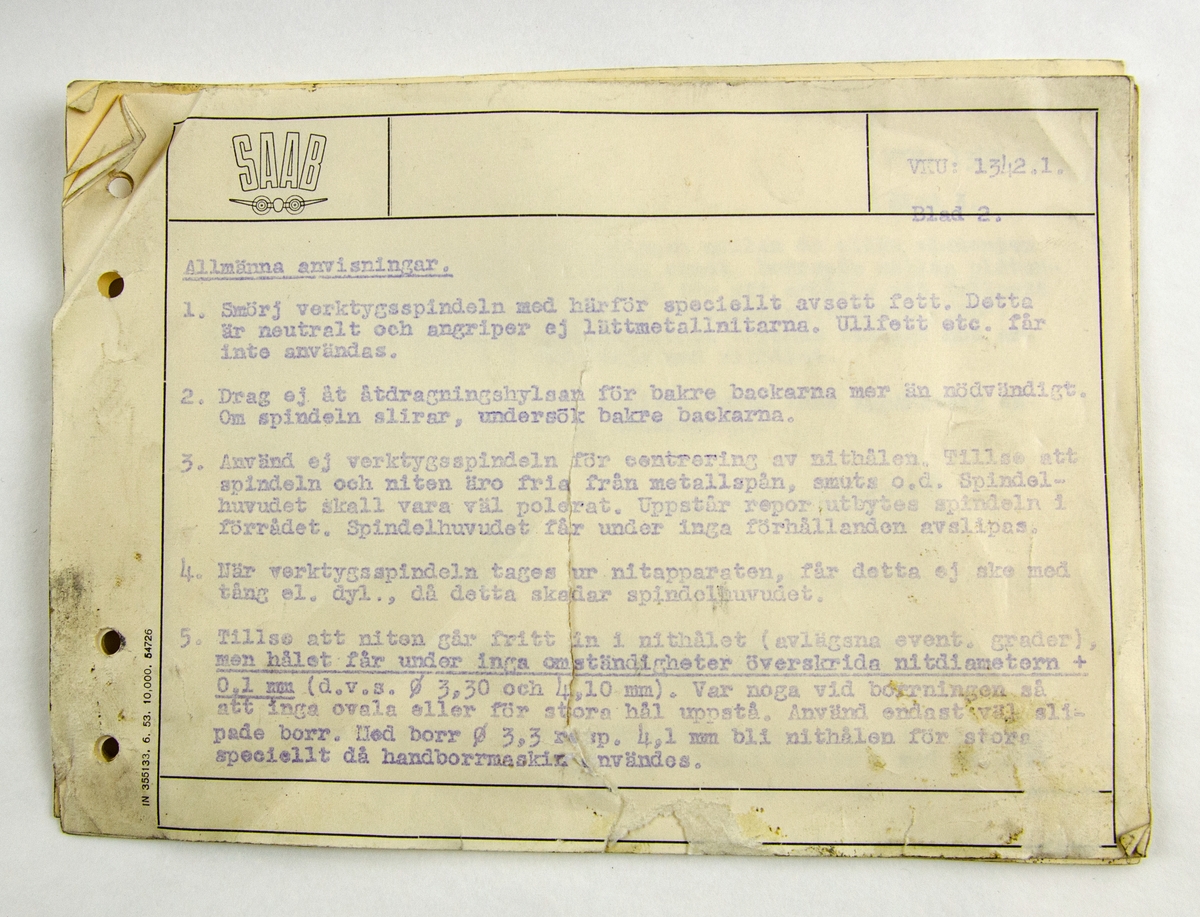 SAAB
VKU: 1342.1.
Blad 2.
Allmänna anvisningar.
1. Smörj verktygsspindeln med härför speciellt avsett fett. Detta
är neutralt och angriper ej lättmetallnitarna. Ullfett etc. får
inte användas.
2. Drag ej åt åtdragningshylsan för bakre backarna mer än nödvändigt.
Om spindeln slirar, undersök bakre backarna.
3. Använd ej verktygsspindeln för centrering av nithålen. Tillse att
spindeln och niten äro fria från metallspån, smuts o.d. Spindel-
huvudet skall vara väl polerat. Uppstår repor utbytes spindeln i
förrådet. Spindelhuvudet får under inga förhållanden avslipas.
4. När verktygsspindeln tages ur nitapparaten, får detta ej ske med
tång el. dyl., då detta skadar spindelhuvudet.
5. Tillse att niten går fritt in i nithålet (avlägsna event. grader),
men hålet får under inga omständigheter överskrida nitdiametern +
0,1 mm (d.v.s. Ø 3,30 och 4,10 mm). Var noga vid borrningen så
att inga ovala eller för stora hål uppstå. Använd endast väl sli-
pade borr. Med borr Ø 3,3 resp. 4,1 mm bli nithålen för stora
speciellt då handborrmaskin användes.
IN 355133. 6. 53. 10.000. 54726